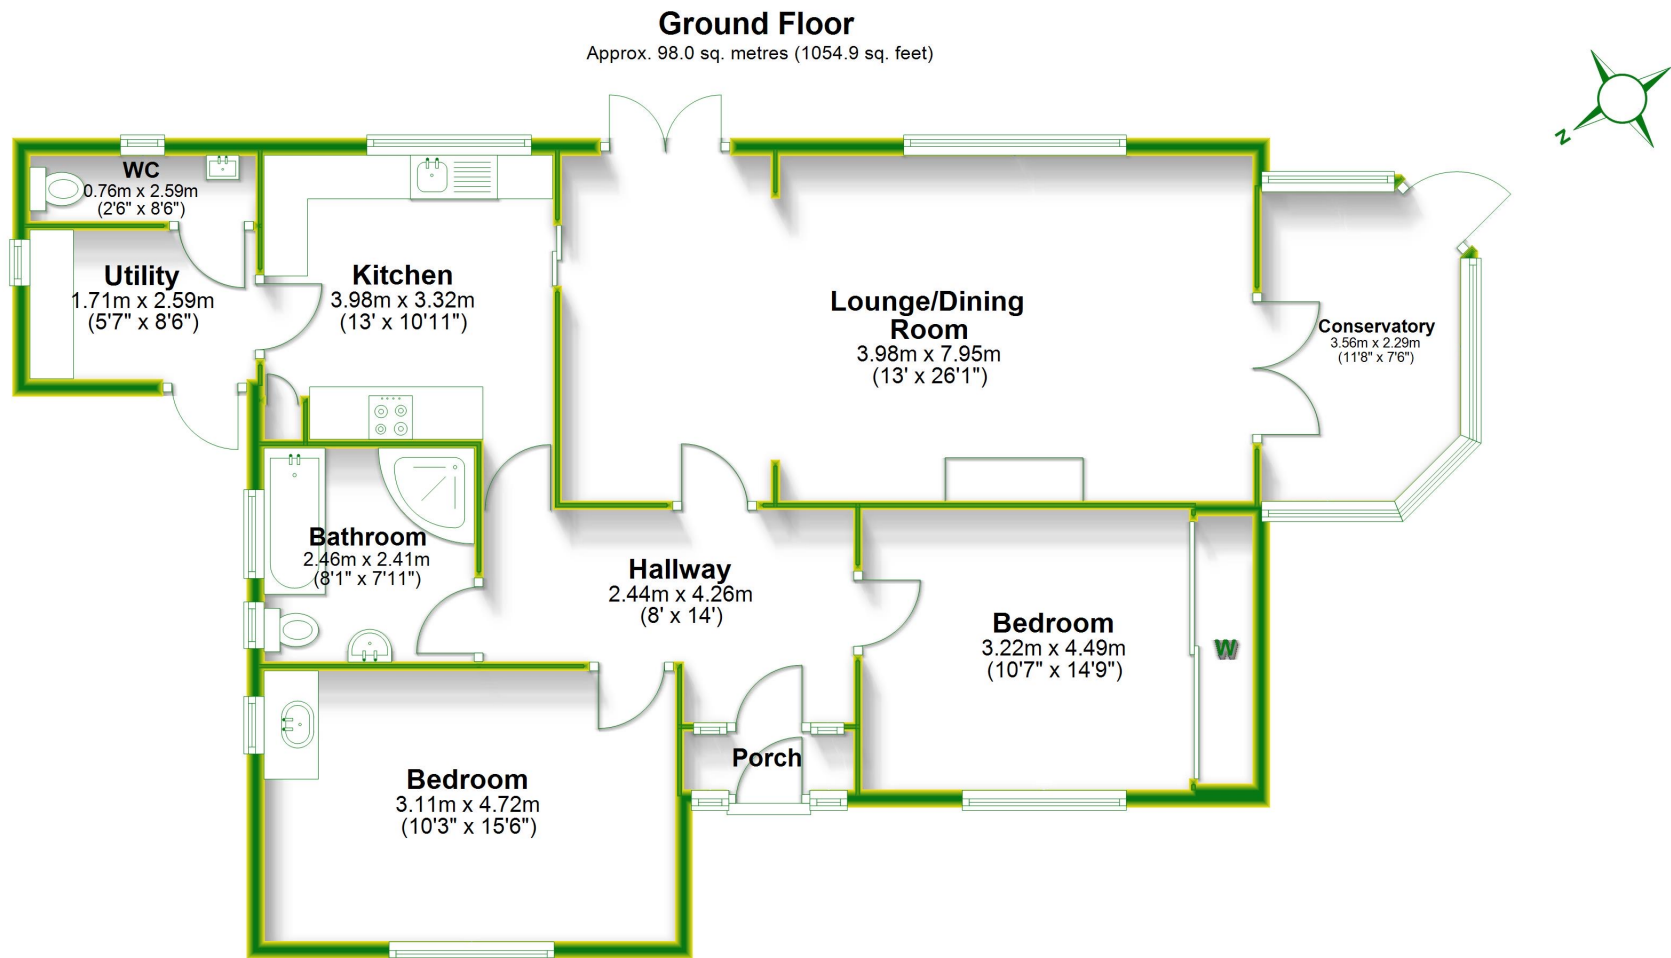 Ground Floor
Approx. 98.0 sq. metres (1054.9 sq. feet)
N
WC
0.76m x 2.59m
(2'6" x 8'6")
Utility
1.71m x 2.59m
(5'7" x 8'6")
Kitchen
3.98m x 3.32m
(13' x 10'11")
Lounge/Dining
Room
3.98m x 7.95m
(13' x 26'1")
Conservatory
3.56m x 2.29m
(11'8" x 7'6")
Bathroom
2.46m x 2.41m
(8'1" x 7'11")
Hallway
2.44m x 4.26m
(8' x 14')
Bedroom
3.22m x 4.49m
(10'7" x 14'9")
W
Porch
Bedroom
3.11m x 4.72m
(10'3" x 15'6")